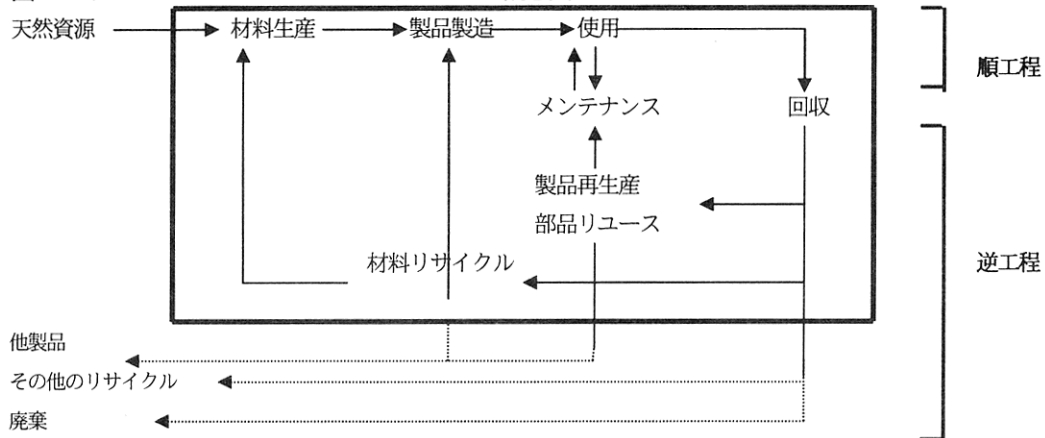 天然資源 材料生産 製品製造 使用
順工程
メンテナンス 回収
製品再生産
部品リユース
材料リサイクル
逆工程
他製品
その他のリサイクル
廃棄